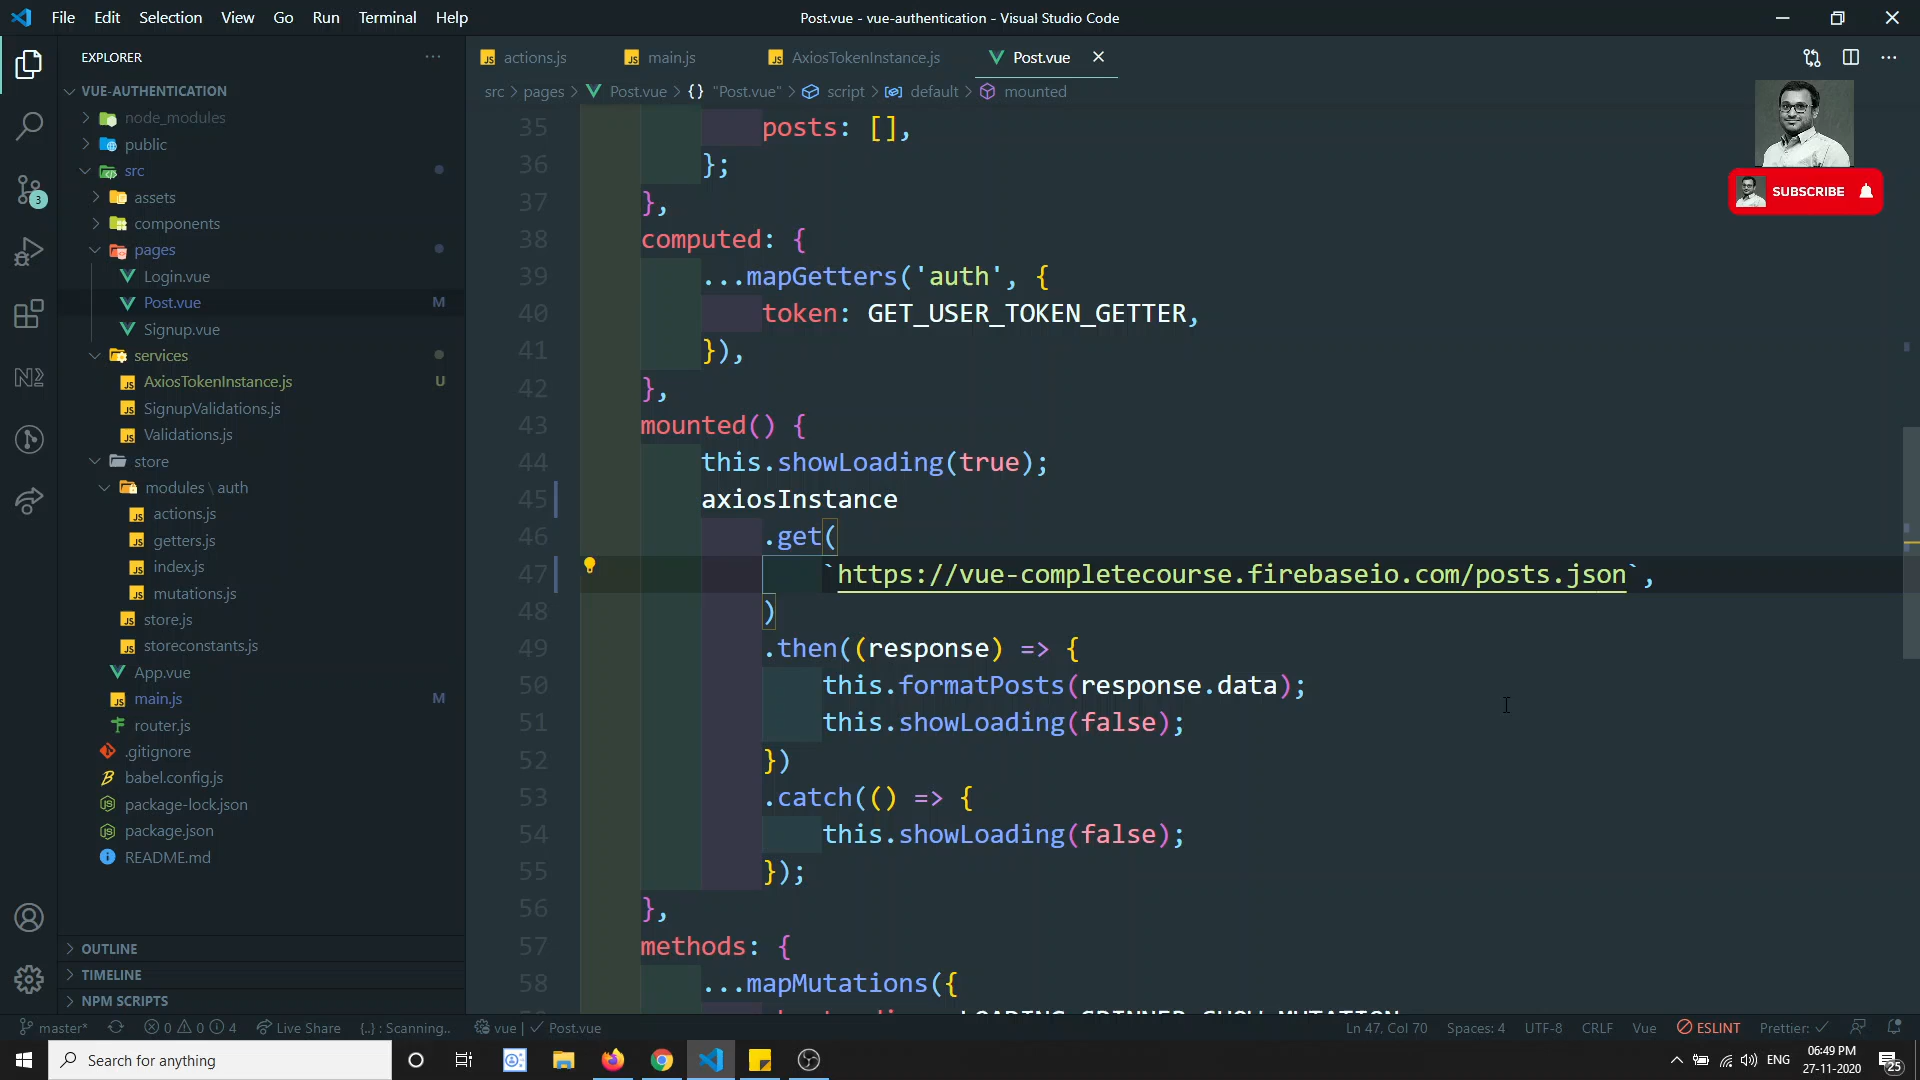 File Edit Selection View Go Run Terminal Help
Post.vue - vue-authentication - Visual Studio Code
EXPLORER
VUE-AUTHENTICATION
node_modules
public
src
assets
components
pages
Login.vue
Post.vue M
Signup.vue
services
AxiosTokenInstance.js U
SignupValidations.js
Validations.js
store
modules \ auth
actions.js
getters.js
index.js
mutations.js
store.js
storeconstants.js
App.vue
main.js M
router.js
.gitignore
babel.config.js
package-lock.json
package.json
README.md
OUTLINE
TIMELINE
NPM SCRIPTS
3
actions.js main.js AxiosTokenInstance.js Post.vue
src > pages > Post.vue > {} "Post.vue" > script > default > mounted
SUBSCRIBE
35 posts: [],
36 };
37 },
38 computed: {
39 ...mapGetters('auth', {
40 token: GET_USER_TOKEN_GETTER,
41 }),
42 },
43 mounted() {
44 this.showLoading(true);
45 axiosInstance
46 .get(
47 `https://vue-completecourse.firebaseio.com/posts.json`,
48 )
49 .then((response) => {
50 this.formatPosts(response.data);
51 this.showLoading(false);
52 })
53 .catch(() => {
54 this.showLoading(false);
55 });
56 },
57 methods: {
58 ...mapMutations({
master* 0 0 4 Live Share {..} : Scanning.. vue | Post.vue Ln 47, Col 70 Spaces: 4 UTF-8 CRLF Vue ESLINT Prettier:
Search for anything
ENG
06:49 PM
27-11-2020
25